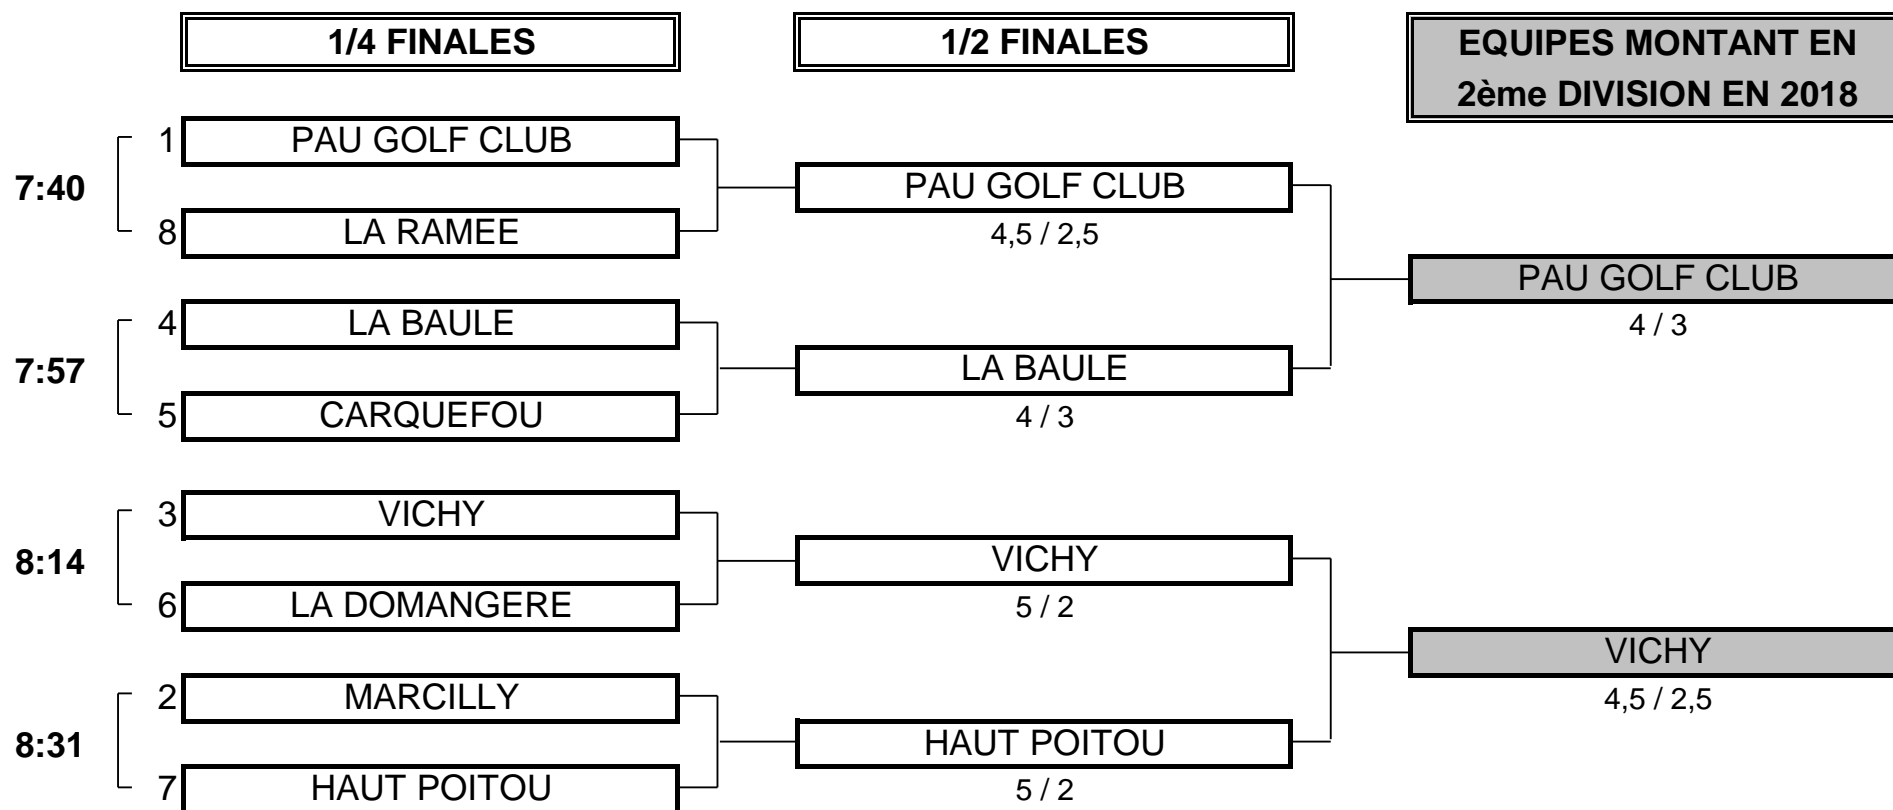 1/4 FINALES
1/2 FINALES
EQUIPES MONTANT EN
2ème DIVISION EN 2018
7:40
1 PAU GOLF CLUB
8 LA RAMEE
PAU GOLF CLUB
4,5 / 2,5
7:57
4 LA BAULE
5 CARQUEFOU
LA BAULE
4 / 3
PAU GOLF CLUB
4 / 3
8:14
3 VICHY
6 LA DOMANGERE
VICHY
5 / 2
8:31
2 MARCILLY
7 HAUT POITOU
HAUT POITOU
5 / 2
VICHY
4,5 / 2,5